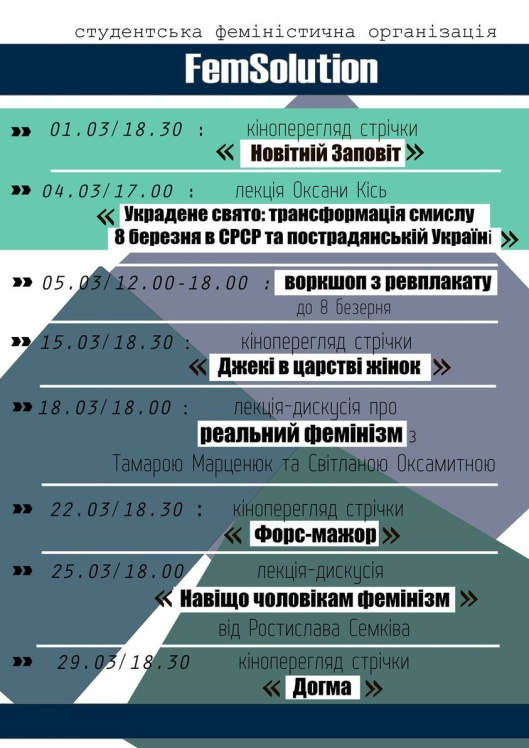 студентська феміністична організація
FemSolution
01.03/18.30 : кіноперегляд стрічки
« Новітній Заповіт »
04.03/17.00 : лекція Оксани Кісь
« Украдене свято: трансформація смислу
8 березня в СРСР та пострадянській Україні »
05.03/12.00-18.00 : воркшоп з ревплакату
до 8 безерня
15.03/18.30 : кіноперегляд стрічки
« Джекі в царстві жінок »
18.03/18.00 : лекція-дискусія про
реальний фемінізм з
Тамарою Марценюк та Світланою Оксамитною
22.03/18.30 : кіноперегляд стрічки
« Форс-мажор »
25.03/18.00 лекція-дискусія
« Навіщо чоловікам фемінізм »
від Ростислава Семківа
29.03/18.30 кіноперегляд стрічки
« Догма »